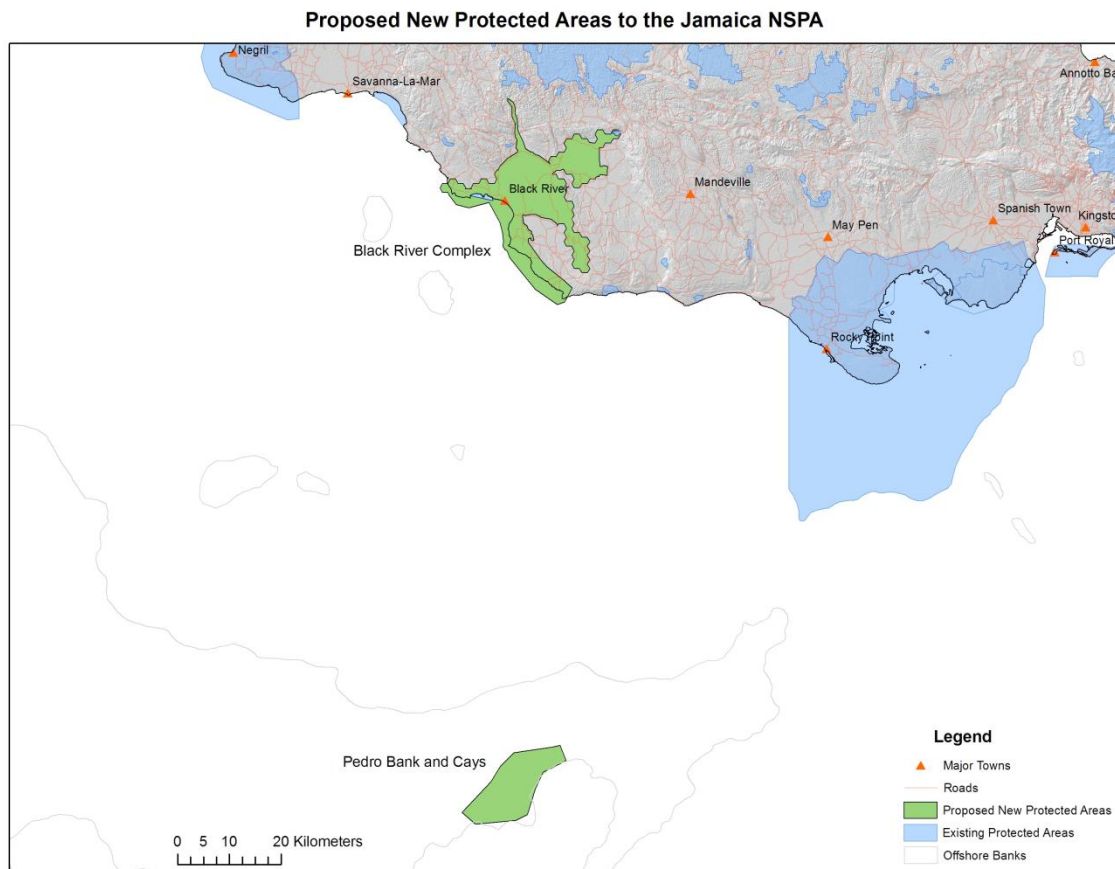 Proposed New Protected Areas to the Jamaica NSPA
Negril
Savanna-La-Mar
Annotto Ba
Black River
Mandeville
Spanish Town
Kingsto
May Pen
Port Royal
Black River Complex
Rocky Point
Pedro Bank and Cays
Legend
Major Towns
Roads
Proposed New Protected Areas
Existing Protected Areas
Offshore Banks
0 5 10 20 Kilometers